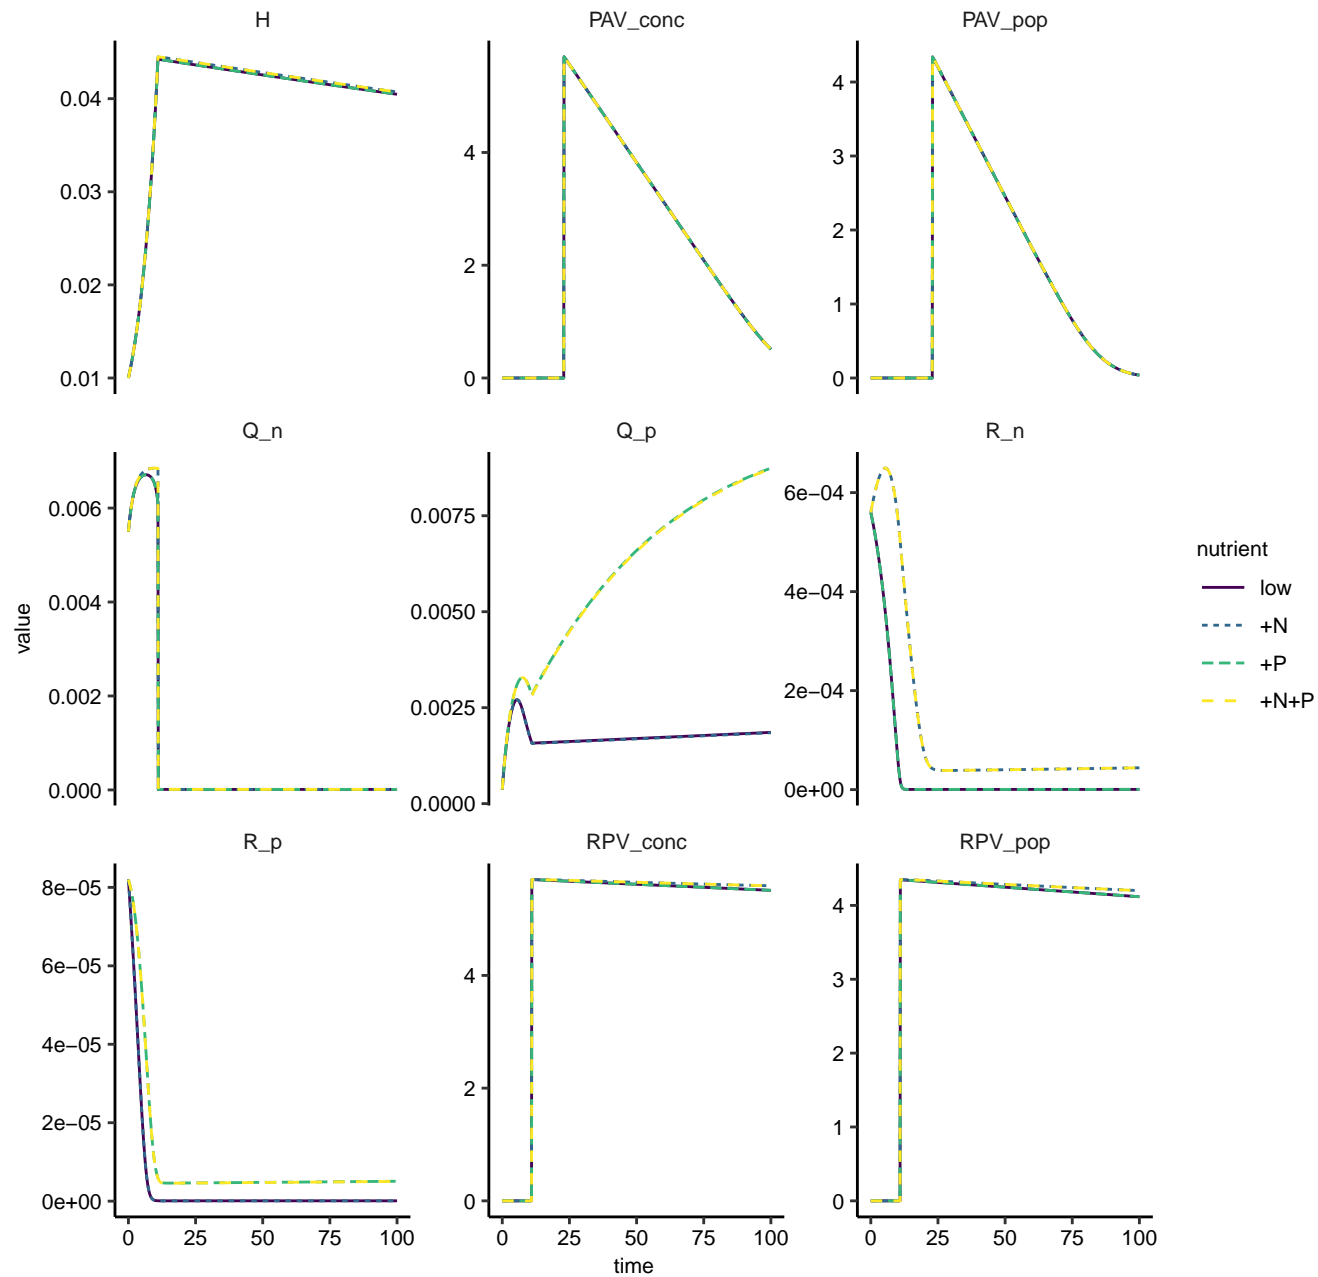 H
PAV_conc
PAV_pop
0.04
0.03
0.02
0.01
4
2
0
4
3
2
1
0
Q_n
Q_p
R_n
0.006
0.004
0.002
0.000
0.0075
0.0050
0.0025
0.0000
6e−04
4e−04
2e−04
0e+00
nutrient
low
+N
+P
+N+P
value
R_p
RPV_conc
RPV_pop
8e−05
6e−05
4e−05
2e−05
0e+00
4
2
0
4
3
2
1
0
0 25 50 75 100
0 25 50 75 100
0 25 50 75 100
time